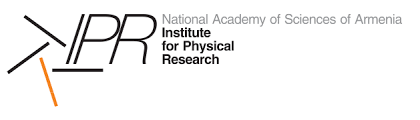 IPR
National Academy of Sciences of Armenia
Institute
for Physical
Research